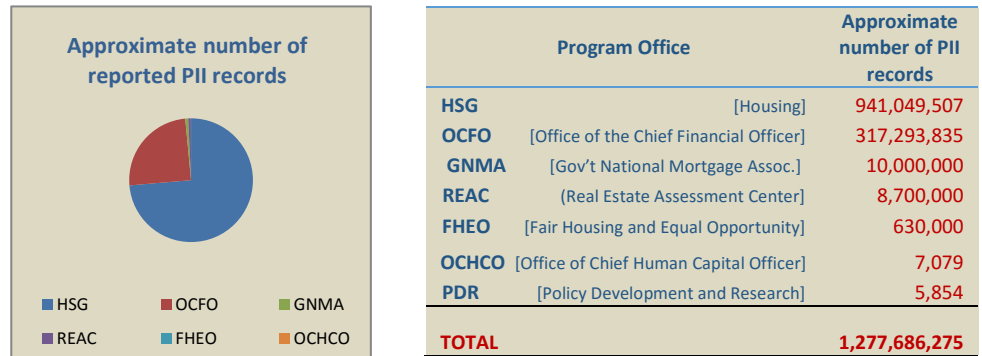 Approximate number of
reported PII records
HSG OCFO GNMA
REAC FHEO OCHCO
Program Office
Approximate
number of PII
records
HSG [Housing] 941,049,507
OCFO [Office of the Chief Financial Officer] 317,293,835
GNMA [Gov't National Mortgage Assoc.] 10,000,000
REAC (Real Estate Assessment Center] 8,700,000
FHEO [Fair Housing and Equal Opportunity] 630,000
OCHCO [Office of Chief Human Capital Officer] 7,079
PDR [Policy Development and Research] 5,854
TOTAL 1,277,686,275